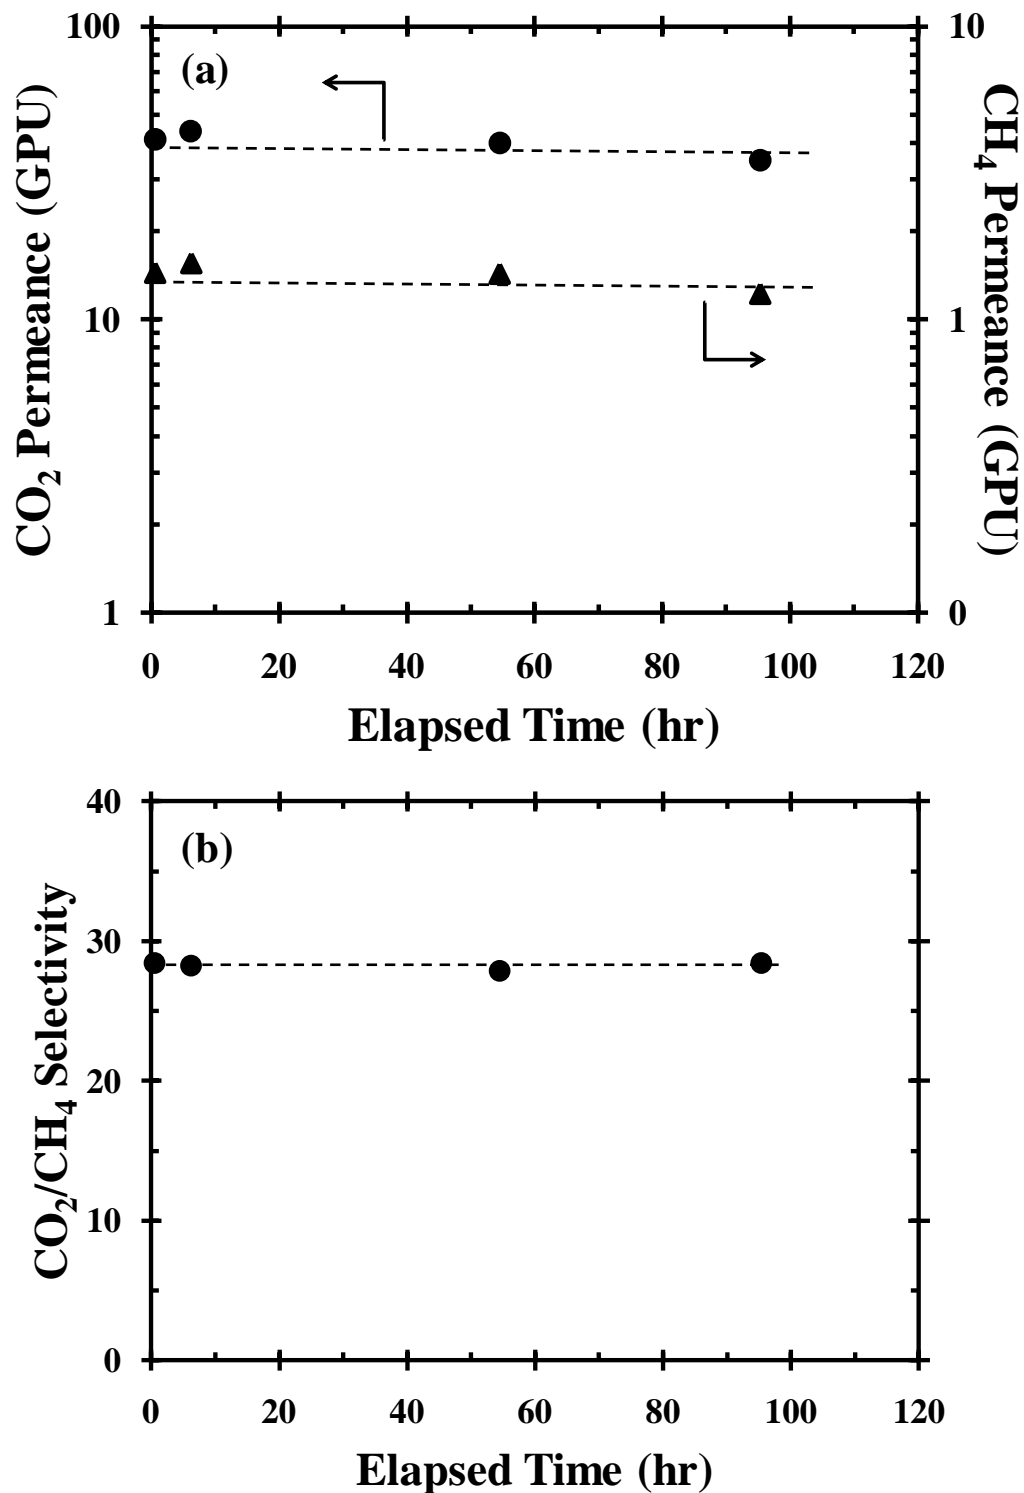 100
10
1
CO2 Permeance (GPU)
(a)
10
1
0
CH4 Permeance (GPU)
0 20 40 60 80 100 120
Elapsed Time (hr)
40
30
20
10
0
CO2/CH4 Selectivity
(b)
0 20 40 60 80 100 120
Elapsed Time (hr)